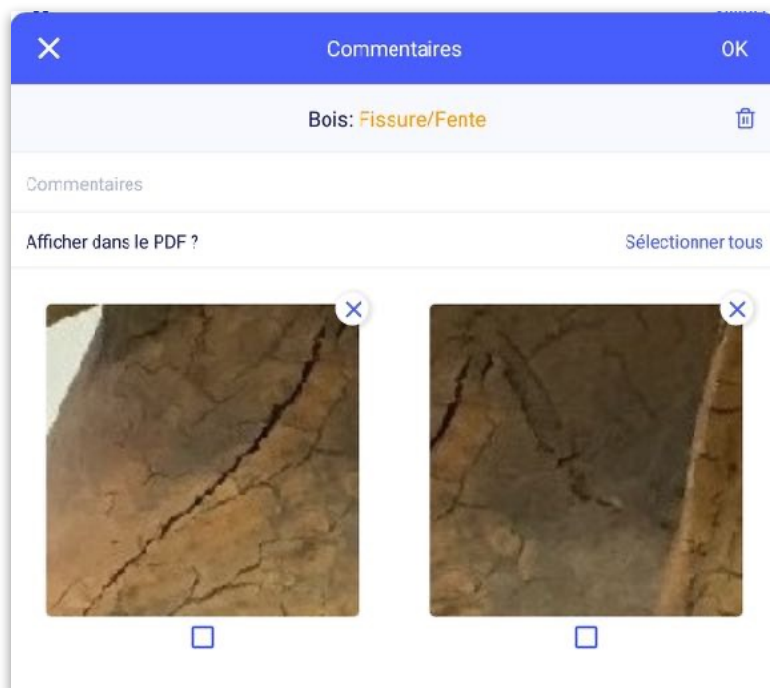 Commentaires
OK
Bois: Fissure/Fente
Commentaires
Afficher dans le PDF ?
Sélectionner tous